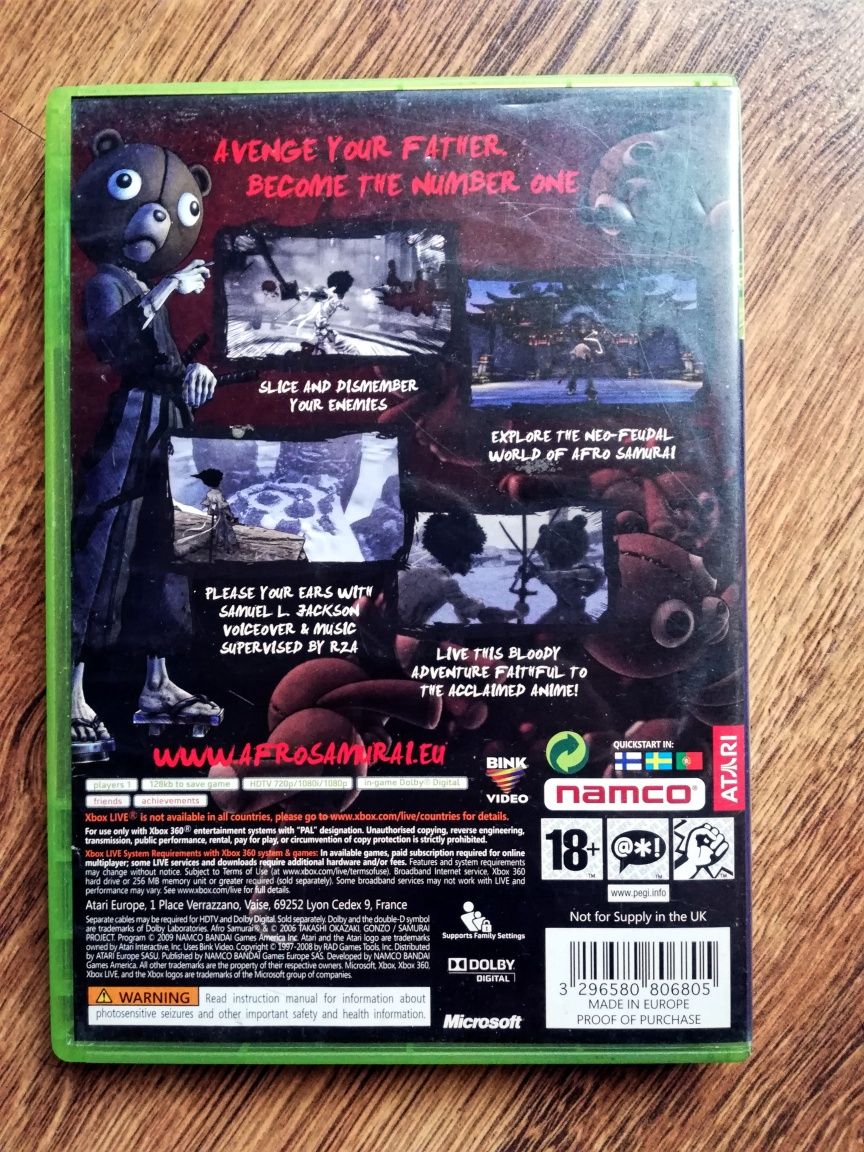 AVENGE YOUR FATHER.
BECOME THE NUMBER ONE
SLICE AND DISMEMBER
YOUR ENEMIES
EXPLORE THE NEO-FEUDAL
WORLD OF AFRO SAMURAI
PLEASE YOUR EARS WITH
SAMUEL L. JACKSON
VOICEOVER & MUSIC
SUPERVISED BY RZA
LIVE THIS BLOODY
ADVENTURE FAITHFUL TO
THE ACCLAIMED ANIME!
WWW.AFROSAMURAI.EU
BINK
VIDEO
QUICKSTART IN:
ATARI
namco®
players 1
128kb to save game
HDTV 720p/1080i/1080p
in-game Dolby® Digital
friends
achievements
Xbox LIVE® is not available in all countries, please go to www.xbox.com/live/countries for details.
For use only with Xbox 360® entertainment systems with "PAL" designation. Unauthorised copying, reverse engineering,
transmission, public performance, rental, pay for play, or circumvention of copy protection is strictly prohibited.
Xbox LIVE System Requirements with Xbox 360 system & games: In available games, paid subscription required for online
multiplayer; some LIVE services and downloads require additional hardware and/or fees. Features and system requirements
may change without notice. Subject to Terms of Use (at www.xbox.com/live/termsofuse). Broadband Internet service, Xbox 360
hard drive or 256 MB memory unit or greater required (sold separately). Some broadband services may not work with LIVE and
performance may vary. See www.xbox.com/live for full details.
Atari Europe, 1 Place Verrazzano, Vaise, 69252 Lyon Cedex 9, France
Separate cables may be required for HDTV and Dolby Digital. Sold separately. Dolby and the double-D symbol
are trademarks of Dolby Laboratories. Afro Samurai® & © 2006 TAKASHI OKAZAKI, GONZO / SAMURAI
PROJECT. Program © 2009 NAMCO BANDAI Games America Inc. Atari and the Atari logo are trademarks
owned by Atari Interactive, Inc. Uses Bink Video. Copyright © 1997-2008 by RAD Games Tools, Inc. Distributed
by ATARI Europe SASU. Published by NAMCO BANDAI Games Europe SAS. Developed by NAMCO BANDAI
Games America. All other trademarks are the property of their respective owners. Microsoft, Xbox, Xbox 360,
Xbox LIVE, and the Xbox logos are trademarks of the Microsoft group of companies.
WARNING Read instruction manual for information about
photosensitive seizures and other important safety and health information.
18+™
@*!™
™
www.pegi.info
Supports Family Settings
DOLBY
DIGITAL
Microsoft
Not for Supply in the UK
3 296580 806805
MADE IN EUROPE
PROOF OF PURCHASE